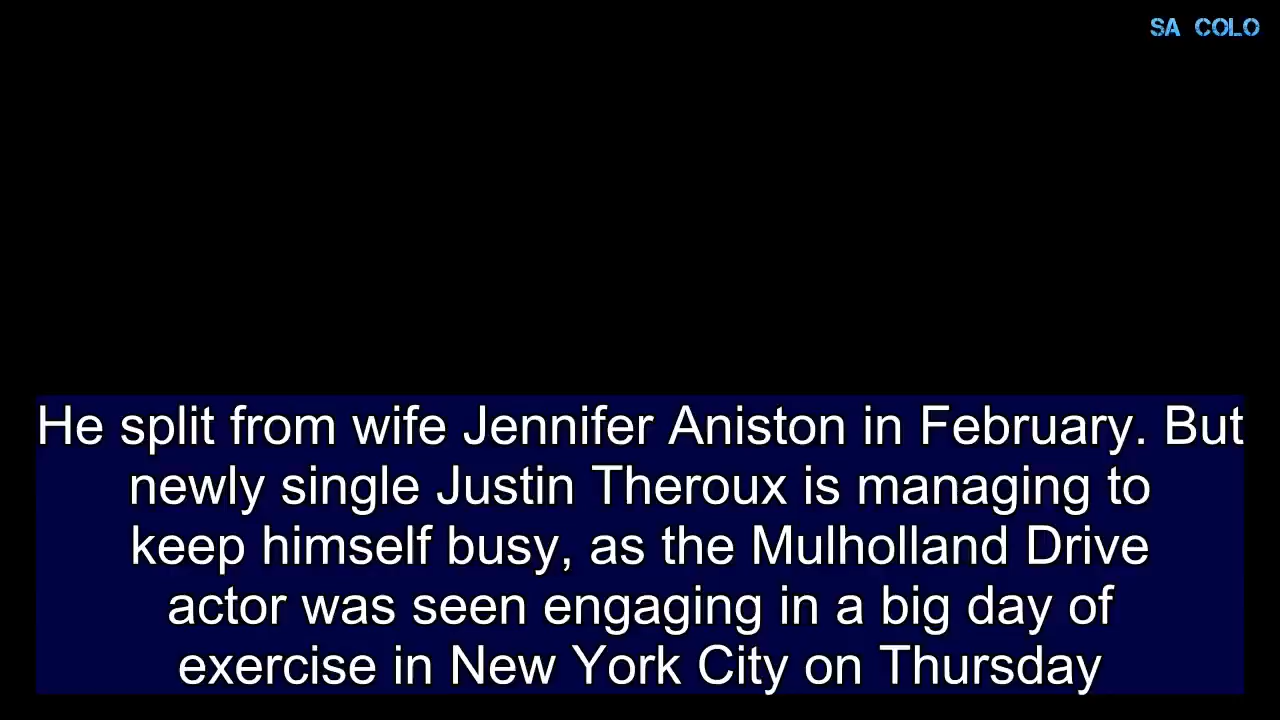 SA COLO
He split from wife Jennifer Aniston in February. But
newly single Justin Theroux is managing to
keep himself busy, as the Mulholland Drive
actor was seen engaging in a big day of
exercise in New York City on Thursday